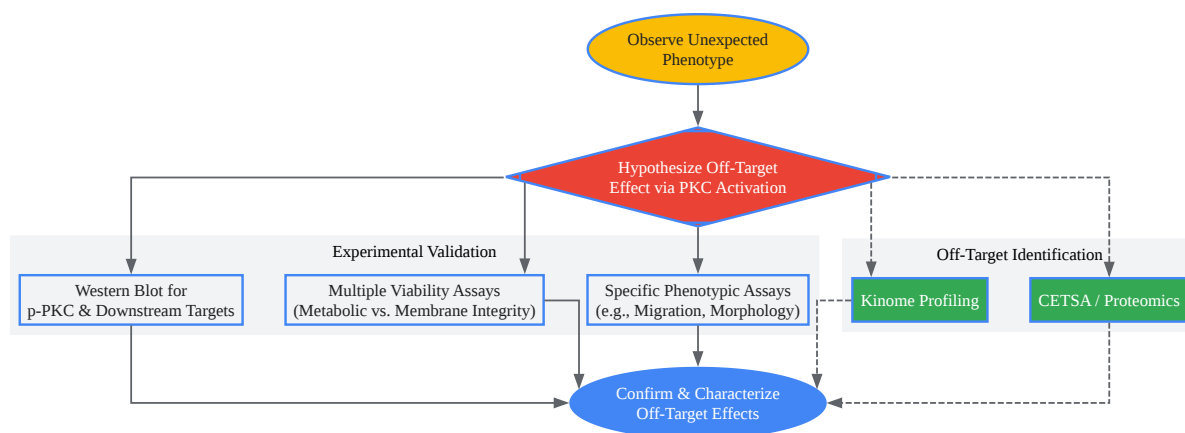 Observe Unexpected
Phenotype
Hypothesize Off-Target
Effect via PKC Activation
Experimental Validation
Off-Target Identification
Western Blot for
p-PKC & Downstream Targets
Multiple Viability Assays
(Metabolic vs. Membrane Integrity)
Specific Phenotypic Assays
(e.g., Migration, Morphology)
Kinome Profiling
CETSA / Proteomics
Confirm & Characterize
Off-Target Effects